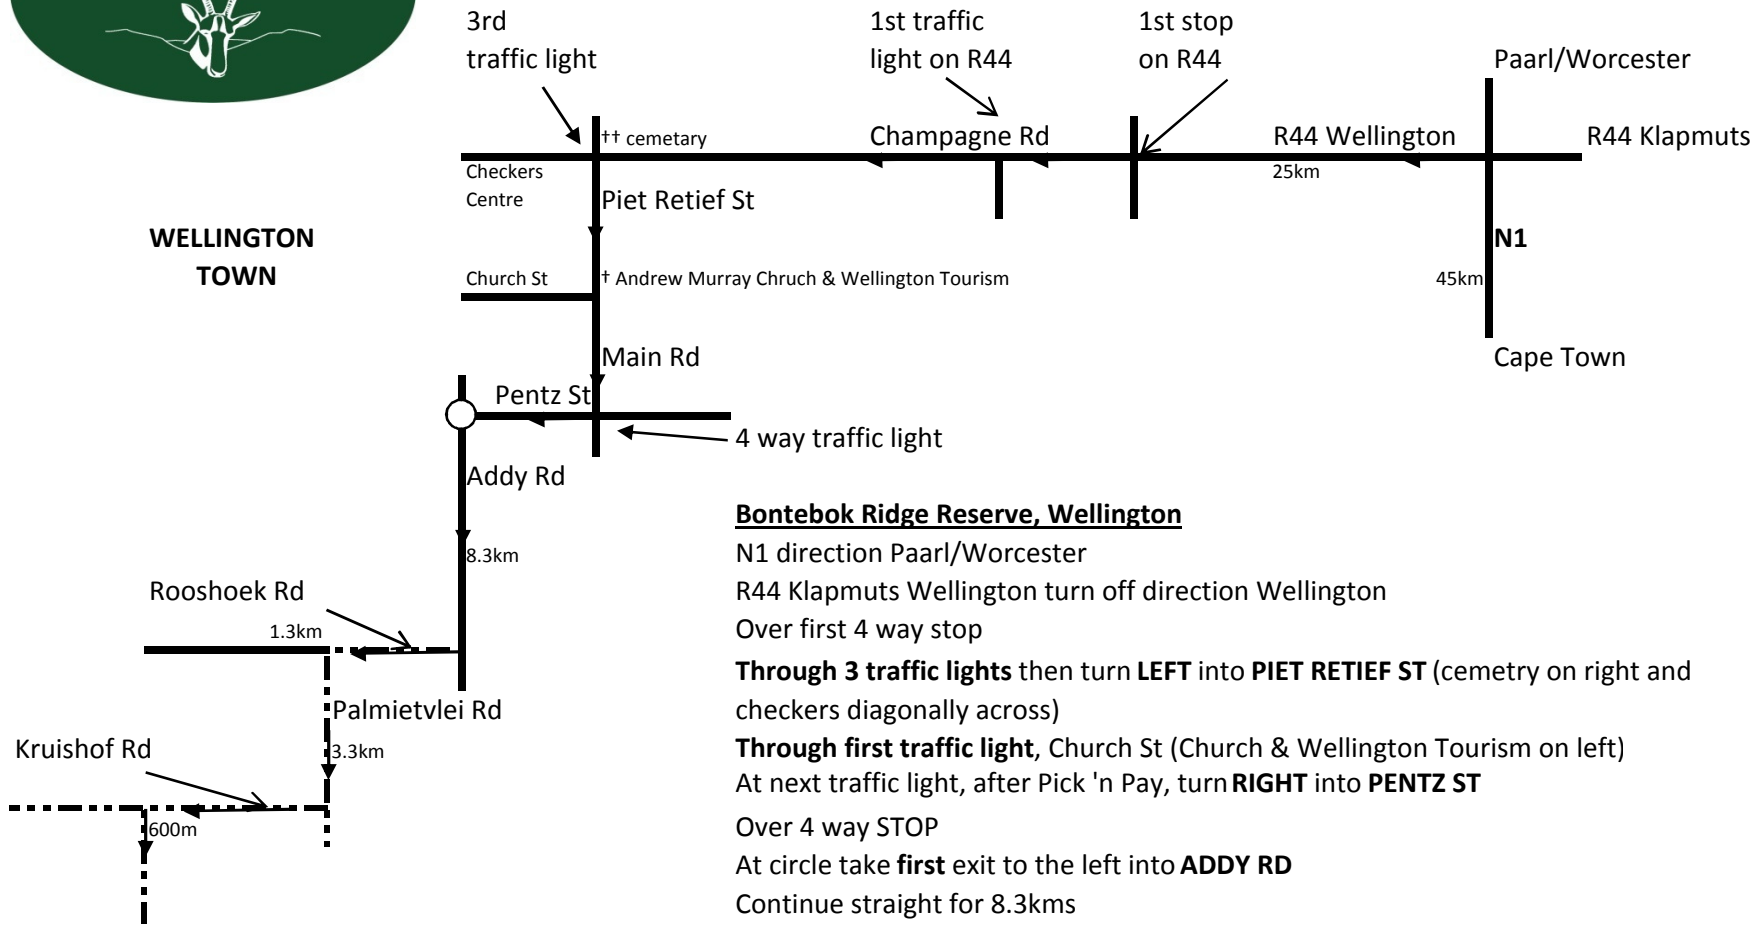 3rd
traffic light
1st traffic
light on R44
1st stop
on R44
Paarl/Worcester
†† cemetary
Champagne Rd
R44 Wellington
R44 Klapmuts
Checkers
Centre
25km
Piet Retief St
WELLINGTON
TOWN
N1
Church St
† Andrew Murray Chruch & Wellington Tourism
45km
Main Rd
Cape Town
Pentz St
4 way traffic light
Addy Rd
8.3km
Rooshoek Rd
1.3km
Palmietvlei Rd
Kruishof Rd
3.3km
600m
Bontebok Ridge Reserve, Wellington
N1 direction Paarl/Worcester
R44 Klapmuts Wellington turn off direction Wellington
Over first 4 way stop
Through 3 traffic lights then turn LEFT into PIET RETIEF ST (cemetry on right and
checkers diagonally across)
Through first traffic light, Church St (Church & Wellington Tourism on left)
At next traffic light, after Pick 'n Pay, turn RIGHT into PENTZ ST
Over 4 way STOP
At circle take first exit to the left into ADDY RD
Continue straight for 8.3kms